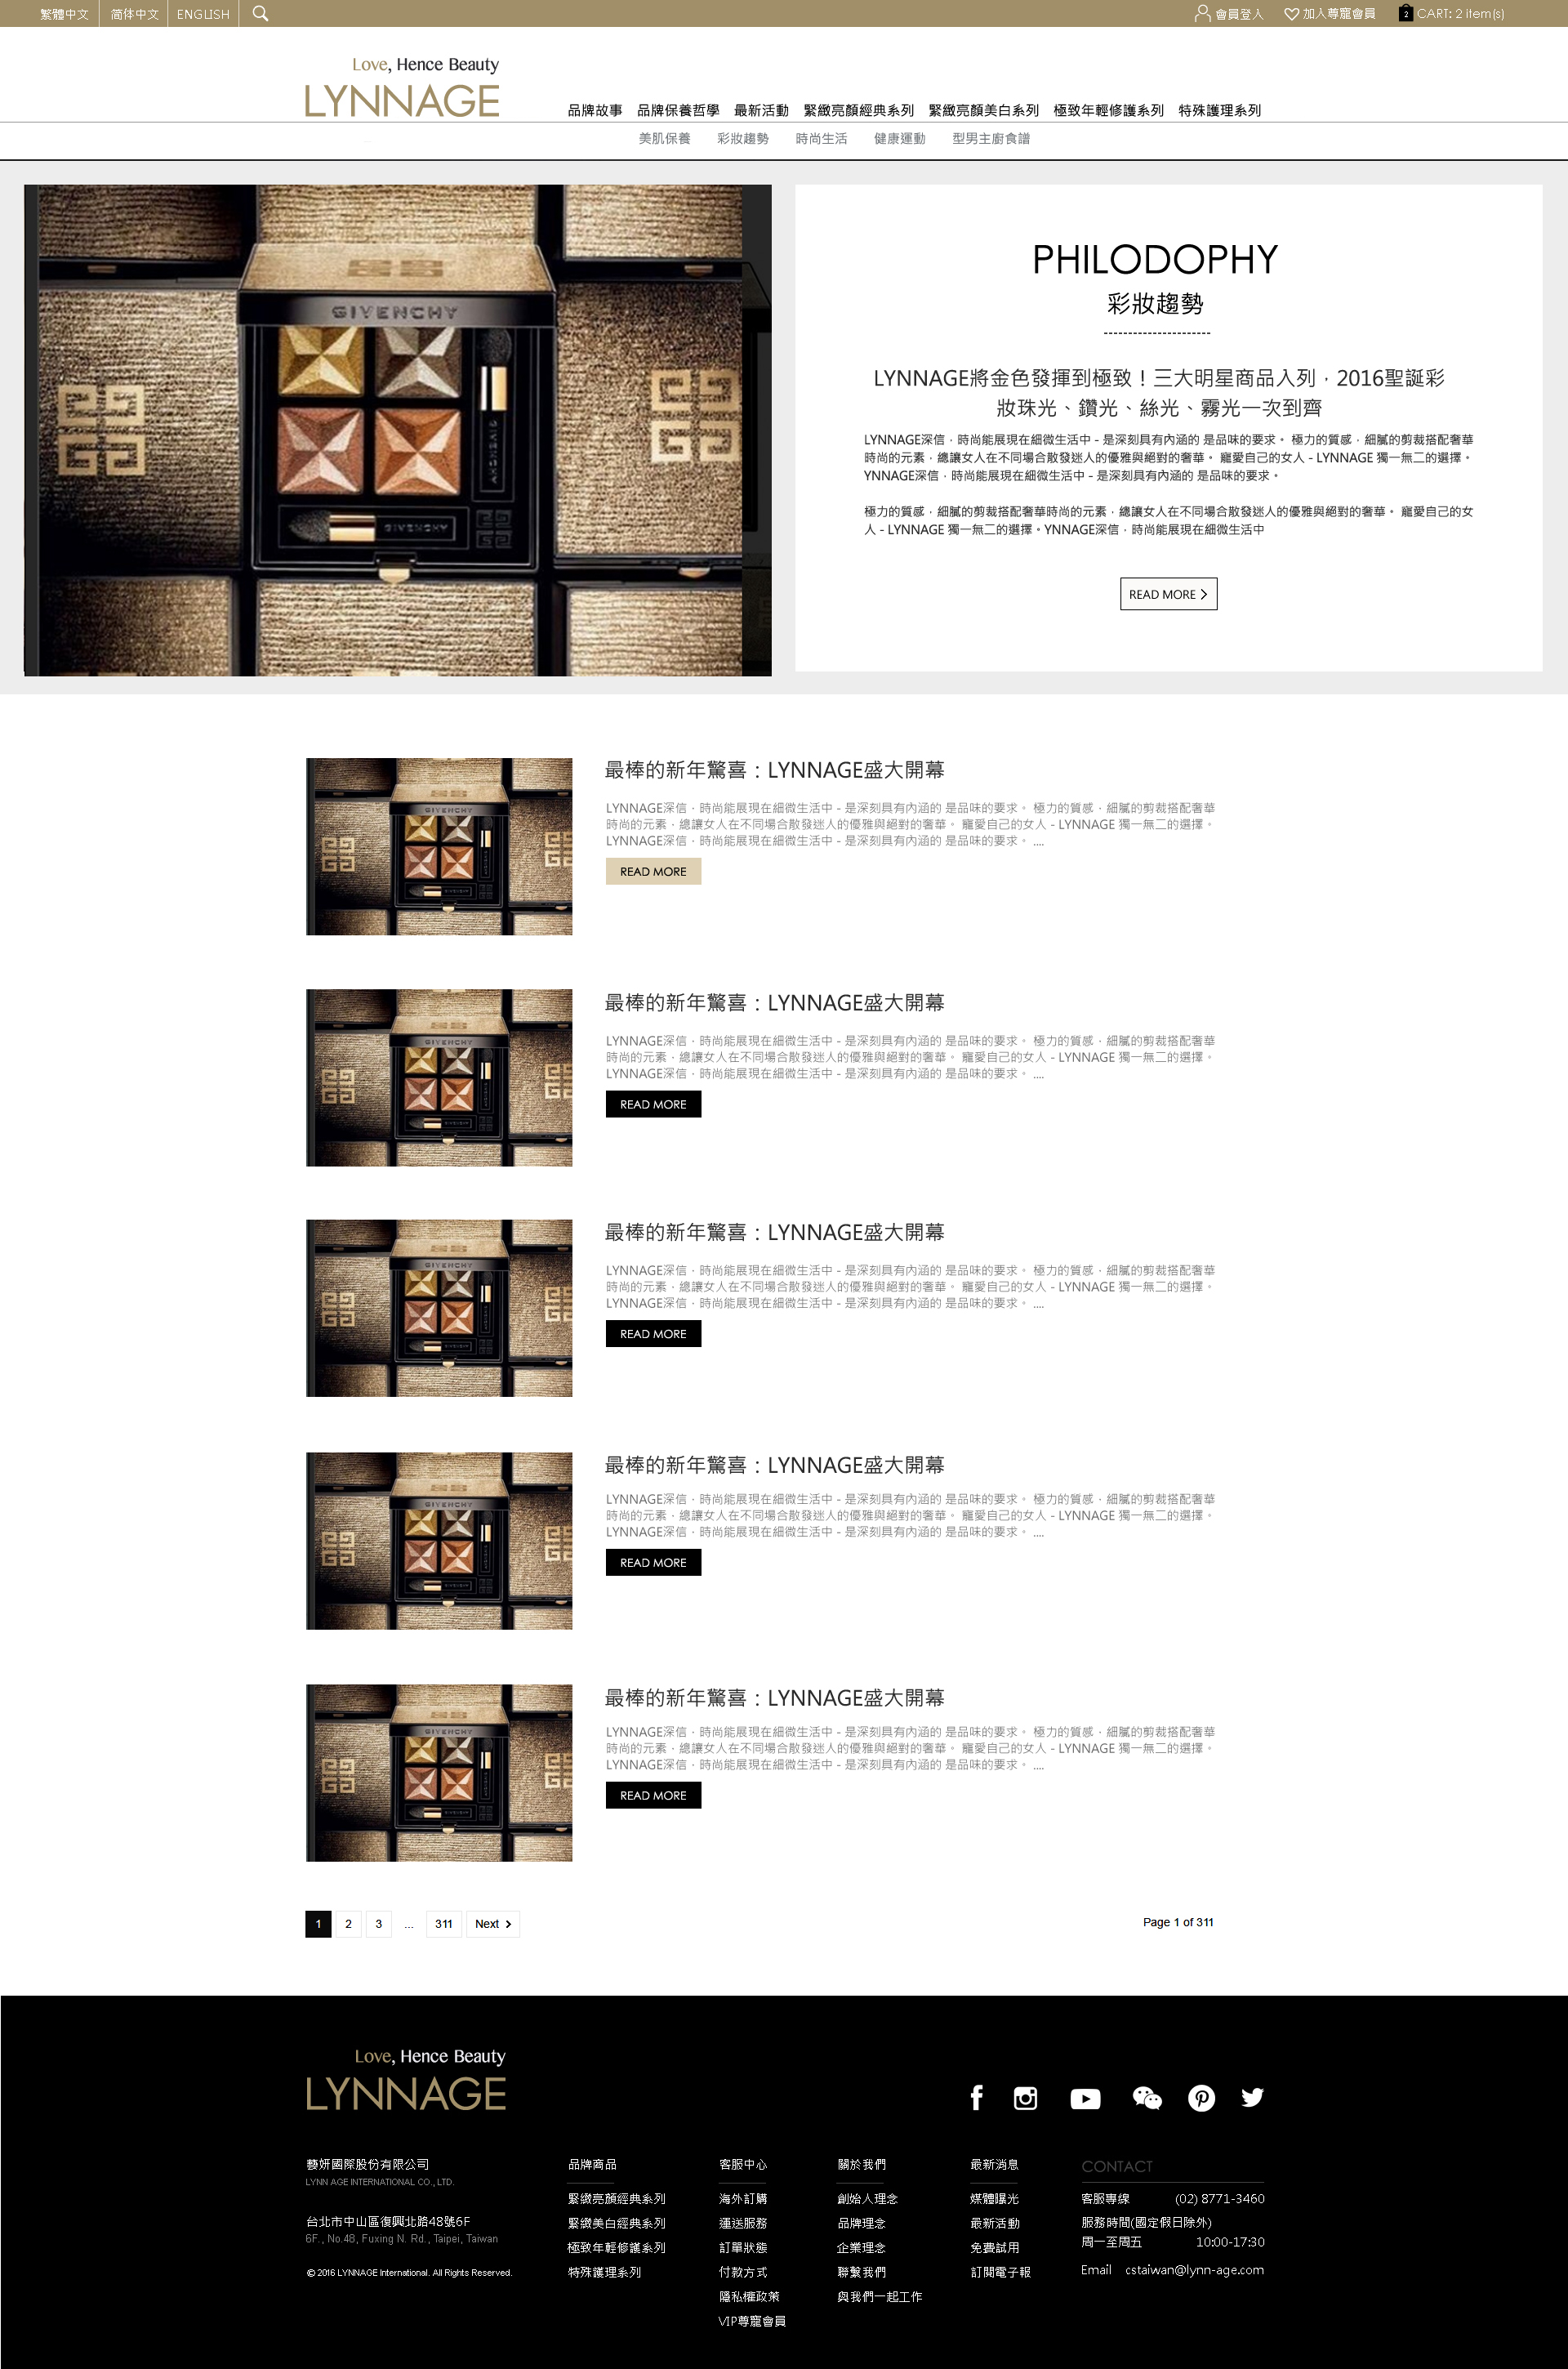 繁體中文 简体中文 ENGLISH
會員登入 加入尊寵會員 2 CART: 2 item(s)
Love, Hence Beauty
LYNNAGE
品牌故事 品牌保養哲學 最新活動 緊緻亮顏經典系列 緊緻亮顏美白系列 極致年輕修護系列 特殊護理系列
美肌保養 彩妝趨勢 時尚生活 健康運動 型男主廚食譜
GIVENCHY
GIVENCHY
GIVENCHY
PHILODOPHY
彩妝趨勢
----------------------
LYNNAGE將金色發揮到極致！三大明星商品入列，2016聖誕彩
妝珠光、鑽光、絲光、霧光一次到齊
LYNNAGE深信，時尚能展現在細微生活中 - 是深刻具有內涵的 是品味的要求。 極力的質感，細膩的剪裁搭配奢華
時尚的元素，總讓女人在不同場合散發迷人的優雅與絕對的奢華。 寵愛自己的女人 - LYNNAGE 獨一無二的選擇。
YNNAGE深信，時尚能展現在細微生活中 - 是深刻具有內涵的 是品味的要求。
極力的質感，細膩的剪裁搭配奢華時尚的元素，總讓女人在不同場合散發迷人的優雅與絕對的奢華。 寵愛自己的女
人 - LYNNAGE 獨一無二的選擇。YNNAGE深信，時尚能展現在細微生活中
READ MORE >
GIVENCHY
最棒的新年驚喜：LYNNAGE盛大開幕
LYNNAGE深信，時尚能展現在細微生活中 - 是深刻具有內涵的 是品味的要求。 極力的質感，細膩的剪裁搭配奢華
時尚的元素，總讓女人在不同場合散發迷人的優雅與絕對的奢華。 寵愛自己的女人 - LYNNAGE 獨一無二的選擇。
LYNNAGE深信，時尚能展現在細微生活中 - 是深刻具有內涵的 是品味的要求。 ....
READ MORE
GIVENCHY
最棒的新年驚喜：LYNNAGE盛大開幕
LYNNAGE深信，時尚能展現在細微生活中 - 是深刻具有內涵的 是品味的要求。 極力的質感，細膩的剪裁搭配奢華
時尚的元素，總讓女人在不同場合散發迷人的優雅與絕對的奢華。 寵愛自己的女人 - LYNNAGE 獨一無二的選擇。
LYNNAGE深信，時尚能展現在細微生活中 - 是深刻具有內涵的 是品味的要求。 ....
READ MORE
GIVENCHY
最棒的新年驚喜：LYNNAGE盛大開幕
LYNNAGE深信，時尚能展現在細微生活中 - 是深刻具有內涵的 是品味的要求。 極力的質感，細膩的剪裁搭配奢華
時尚的元素，總讓女人在不同場合散發迷人的優雅與絕對的奢華。 寵愛自己的女人 - LYNNAGE 獨一無二的選擇。
LYNNAGE深信，時尚能展現在細微生活中 - 是深刻具有內涵的 是品味的要求。 ....
READ MORE
GIVENCHY
最棒的新年驚喜：LYNNAGE盛大開幕
LYNNAGE深信，時尚能展現在細微生活中 - 是深刻具有內涵的 是品味的要求。 極力的質感，細膩的剪裁搭配奢華
時尚的元素，總讓女人在不同場合散發迷人的優雅與絕對的奢華。 寵愛自己的女人 - LYNNAGE 獨一無二的選擇。
LYNNAGE深信，時尚能展現在細微生活中 - 是深刻具有內涵的 是品味的要求。 ....
READ MORE
GIVENCHY
最棒的新年驚喜：LYNNAGE盛大開幕
LYNNAGE深信，時尚能展現在細微生活中 - 是深刻具有內涵的 是品味的要求。 極力的質感，細膩的剪裁搭配奢華
時尚的元素，總讓女人在不同場合散發迷人的優雅與絕對的奢華。 寵愛自己的女人 - LYNNAGE 獨一無二的選擇。
LYNNAGE深信，時尚能展現在細微生活中 - 是深刻具有內涵的 是品味的要求。 ....
READ MORE
1 2 3 ... 311 Next >
Page 1 of 311
Love, Hence Beauty
LYNNAGE
藝妍國際股份有限公司
LYNN AGE INTERNATIONAL CO., LTD.
台北市中山區復興北路48號6F
6F., No.48, Fuxing N. Rd., Taipei, Taiwan
© 2016 LYNNAGE International. All Rights Reserved.
品牌商品
緊緻亮顏經典系列
緊緻美白經典系列
極致年輕修護系列
特殊護理系列
客服中心
海外訂購
運送服務
訂單狀態
付款方式
隱私權政策
VIP尊寵會員
關於我們
創始人理念
品牌理念
企業理念
聯繫我們
與我們一起工作
最新消息
媒體曝光
最新活動
免費試用
訂閱電子報
CONTACT
客服專線 (02) 8771-3460
服務時間(國定假日除外)
周一至周五 10:00-17:30
Email cstaiwan@lynn-age.com